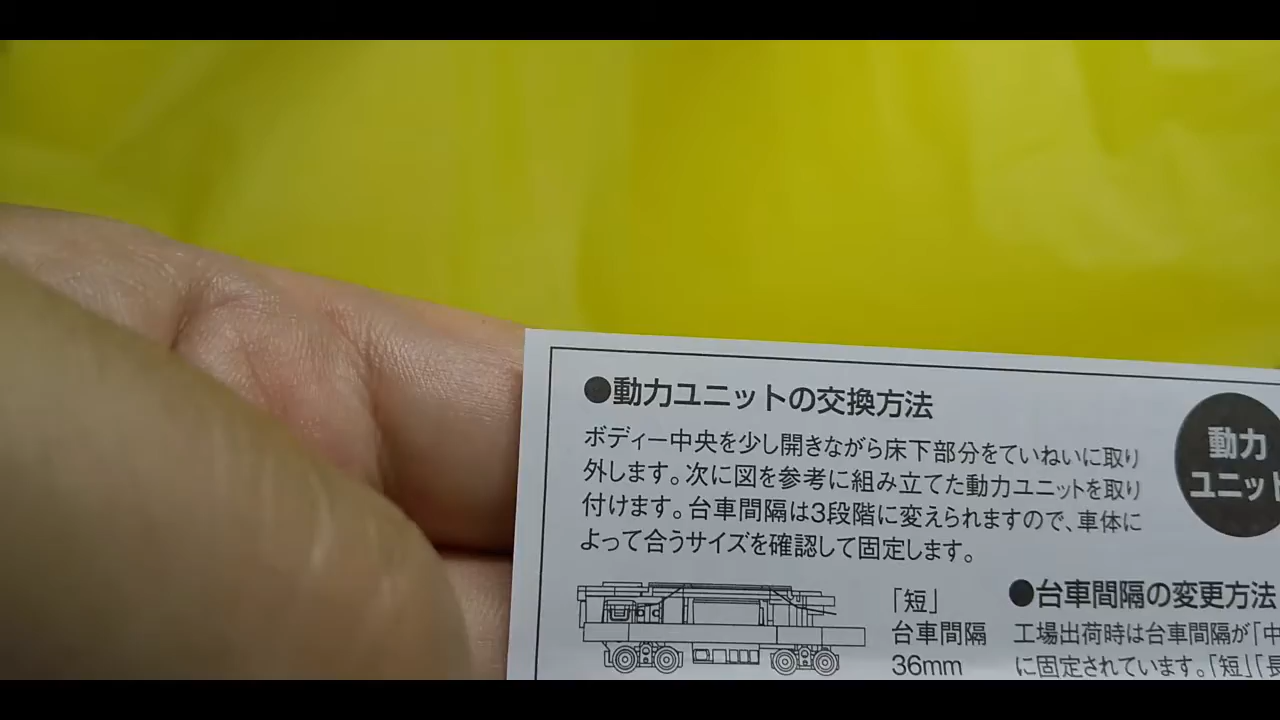 ●動力ユニットの交換方法
ボディー中央を少し開きながら床下部分をていねいに取り
外します。次に図を参考に組み立てた動力ユニットを取り
付けます。台車間隔は3段階に変えられますので、車体に
よって合うサイズを確認して固定します。
動力
ユニット
「短」
台車間隔
36mm
●台車間隔の変更方法
工場出荷時は台車間隔が「中
に固定されています。「短」「長